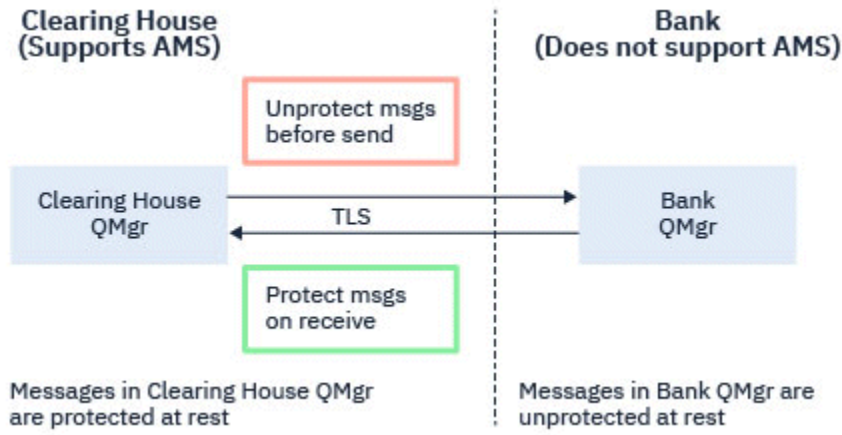 Clearing House
(Supports AMS)
Bank
(Does not support AMS)
Unprotect msgs
before send
Clearing House
QMgr
TLS
Bank
QMgr
Protect msgs
on receive
Messages in Clearing House QMgr
are protected at rest
Messages in Bank QMgr are
unprotected at rest